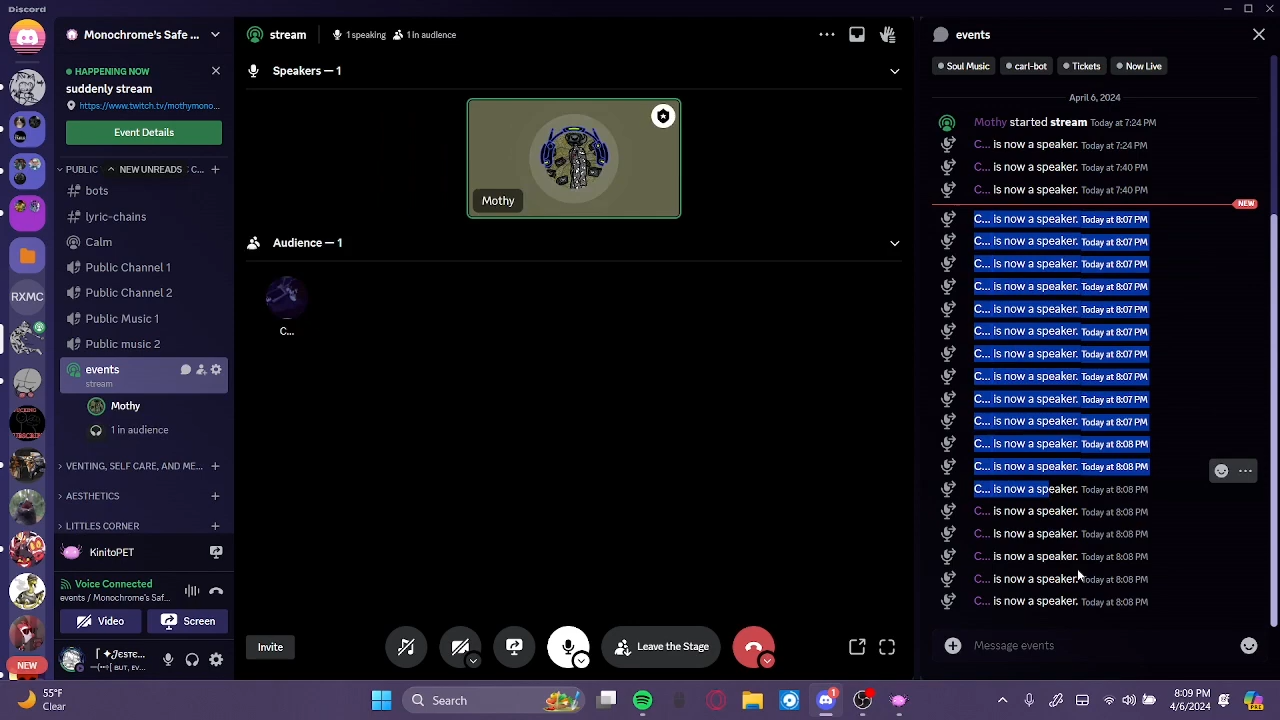 Discord
Monochrome's Safe ...
HAPPENING NOW
suddenly stream
https://www.twitch.tv/mothymono...
Event Details
PUBLIC
NEW UNREADS
bots
lyric-chains
Calm
Public Channel 1
Public Channel 2
Public Music 1
Public music 2
events
stream
Mothy
1 in audience
VENTING, SELF CARE, AND ME...
AESTHETICS
LITTLES CORNER
KinitoPET
Voice Connected
events / Monochrome's Saf...
Video
Screen
RXMC
NEW
stream
1 speaking
1 in audience
Speakers — 1
Mothy
Audience — 1
C...
Invite
Leave the Stage
events
Soul Music
carl-bot
Tickets
Now Live
April 6, 2024
Mothy started stream Today at 7:24 PM
C... is now a speaker. Today at 7:24 PM
C... is now a speaker. Today at 7:40 PM
C... is now a speaker. Today at 7:40 PM
NEW
C... is now a speaker. Today at 8:07 PM
C... is now a speaker. Today at 8:07 PM
C... is now a speaker. Today at 8:07 PM
C... is now a speaker. Today at 8:07 PM
C... is now a speaker. Today at 8:07 PM
C... is now a speaker. Today at 8:07 PM
C... is now a speaker. Today at 8:07 PM
C... is now a speaker. Today at 8:07 PM
C... is now a speaker. Today at 8:07 PM
C... is now a speaker. Today at 8:07 PM
C... is now a speaker. Today at 8:08 PM
C... is now a speaker. Today at 8:08 PM
C... is now a speaker. Today at 8:08 PM
C... is now a speaker. Today at 8:08 PM
C... is now a speaker. Today at 8:08 PM
C... is now a speaker. Today at 8:08 PM
C... is now a speaker. Today at 8:08 PM
C... is now a speaker. Today at 8:08 PM
Message events
55°F
Clear
Search
8:09 PM
4/6/2024